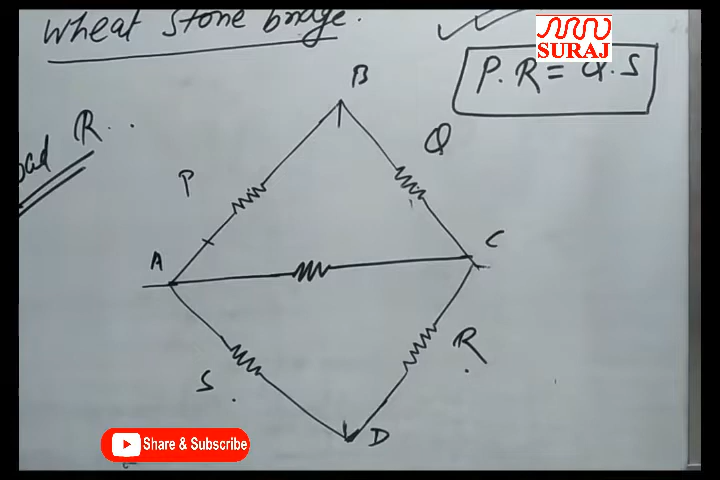 Wheat Stone bridge.
SURAJ
P.R = Q.S
B
Q
R..
P
A
C
S
R
D
Share & Subscribe